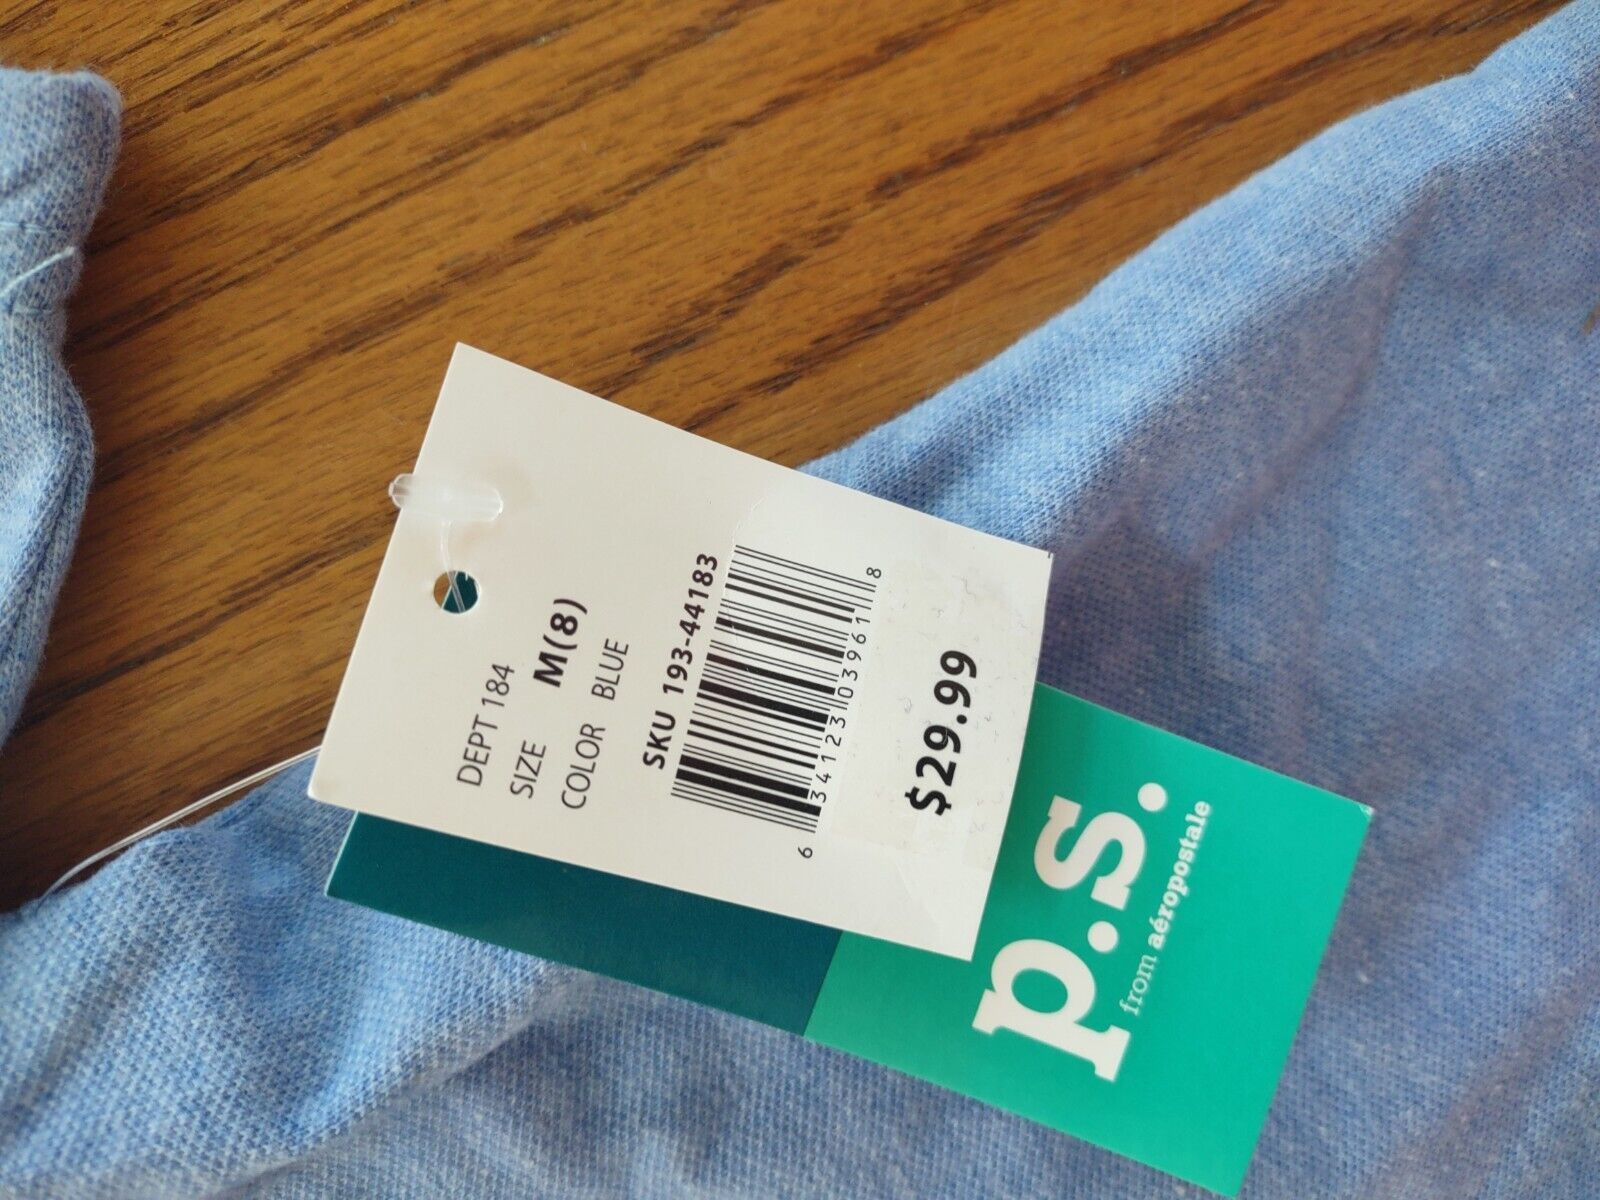 DEPT 184
SIZE M(8)
COLOR BLUE
SKU 193-44183
6 34123 03961 8
$29.99
p.s.
from aéropostale